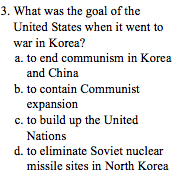 3. What was the goal of the
United States when it went to
war in Korea?
a. to end communism in Korea
and China
b. to contain Communist
expansion
c. to build up the United
Nations
d. to eliminate Soviet nuclear
missile sites in North Korea